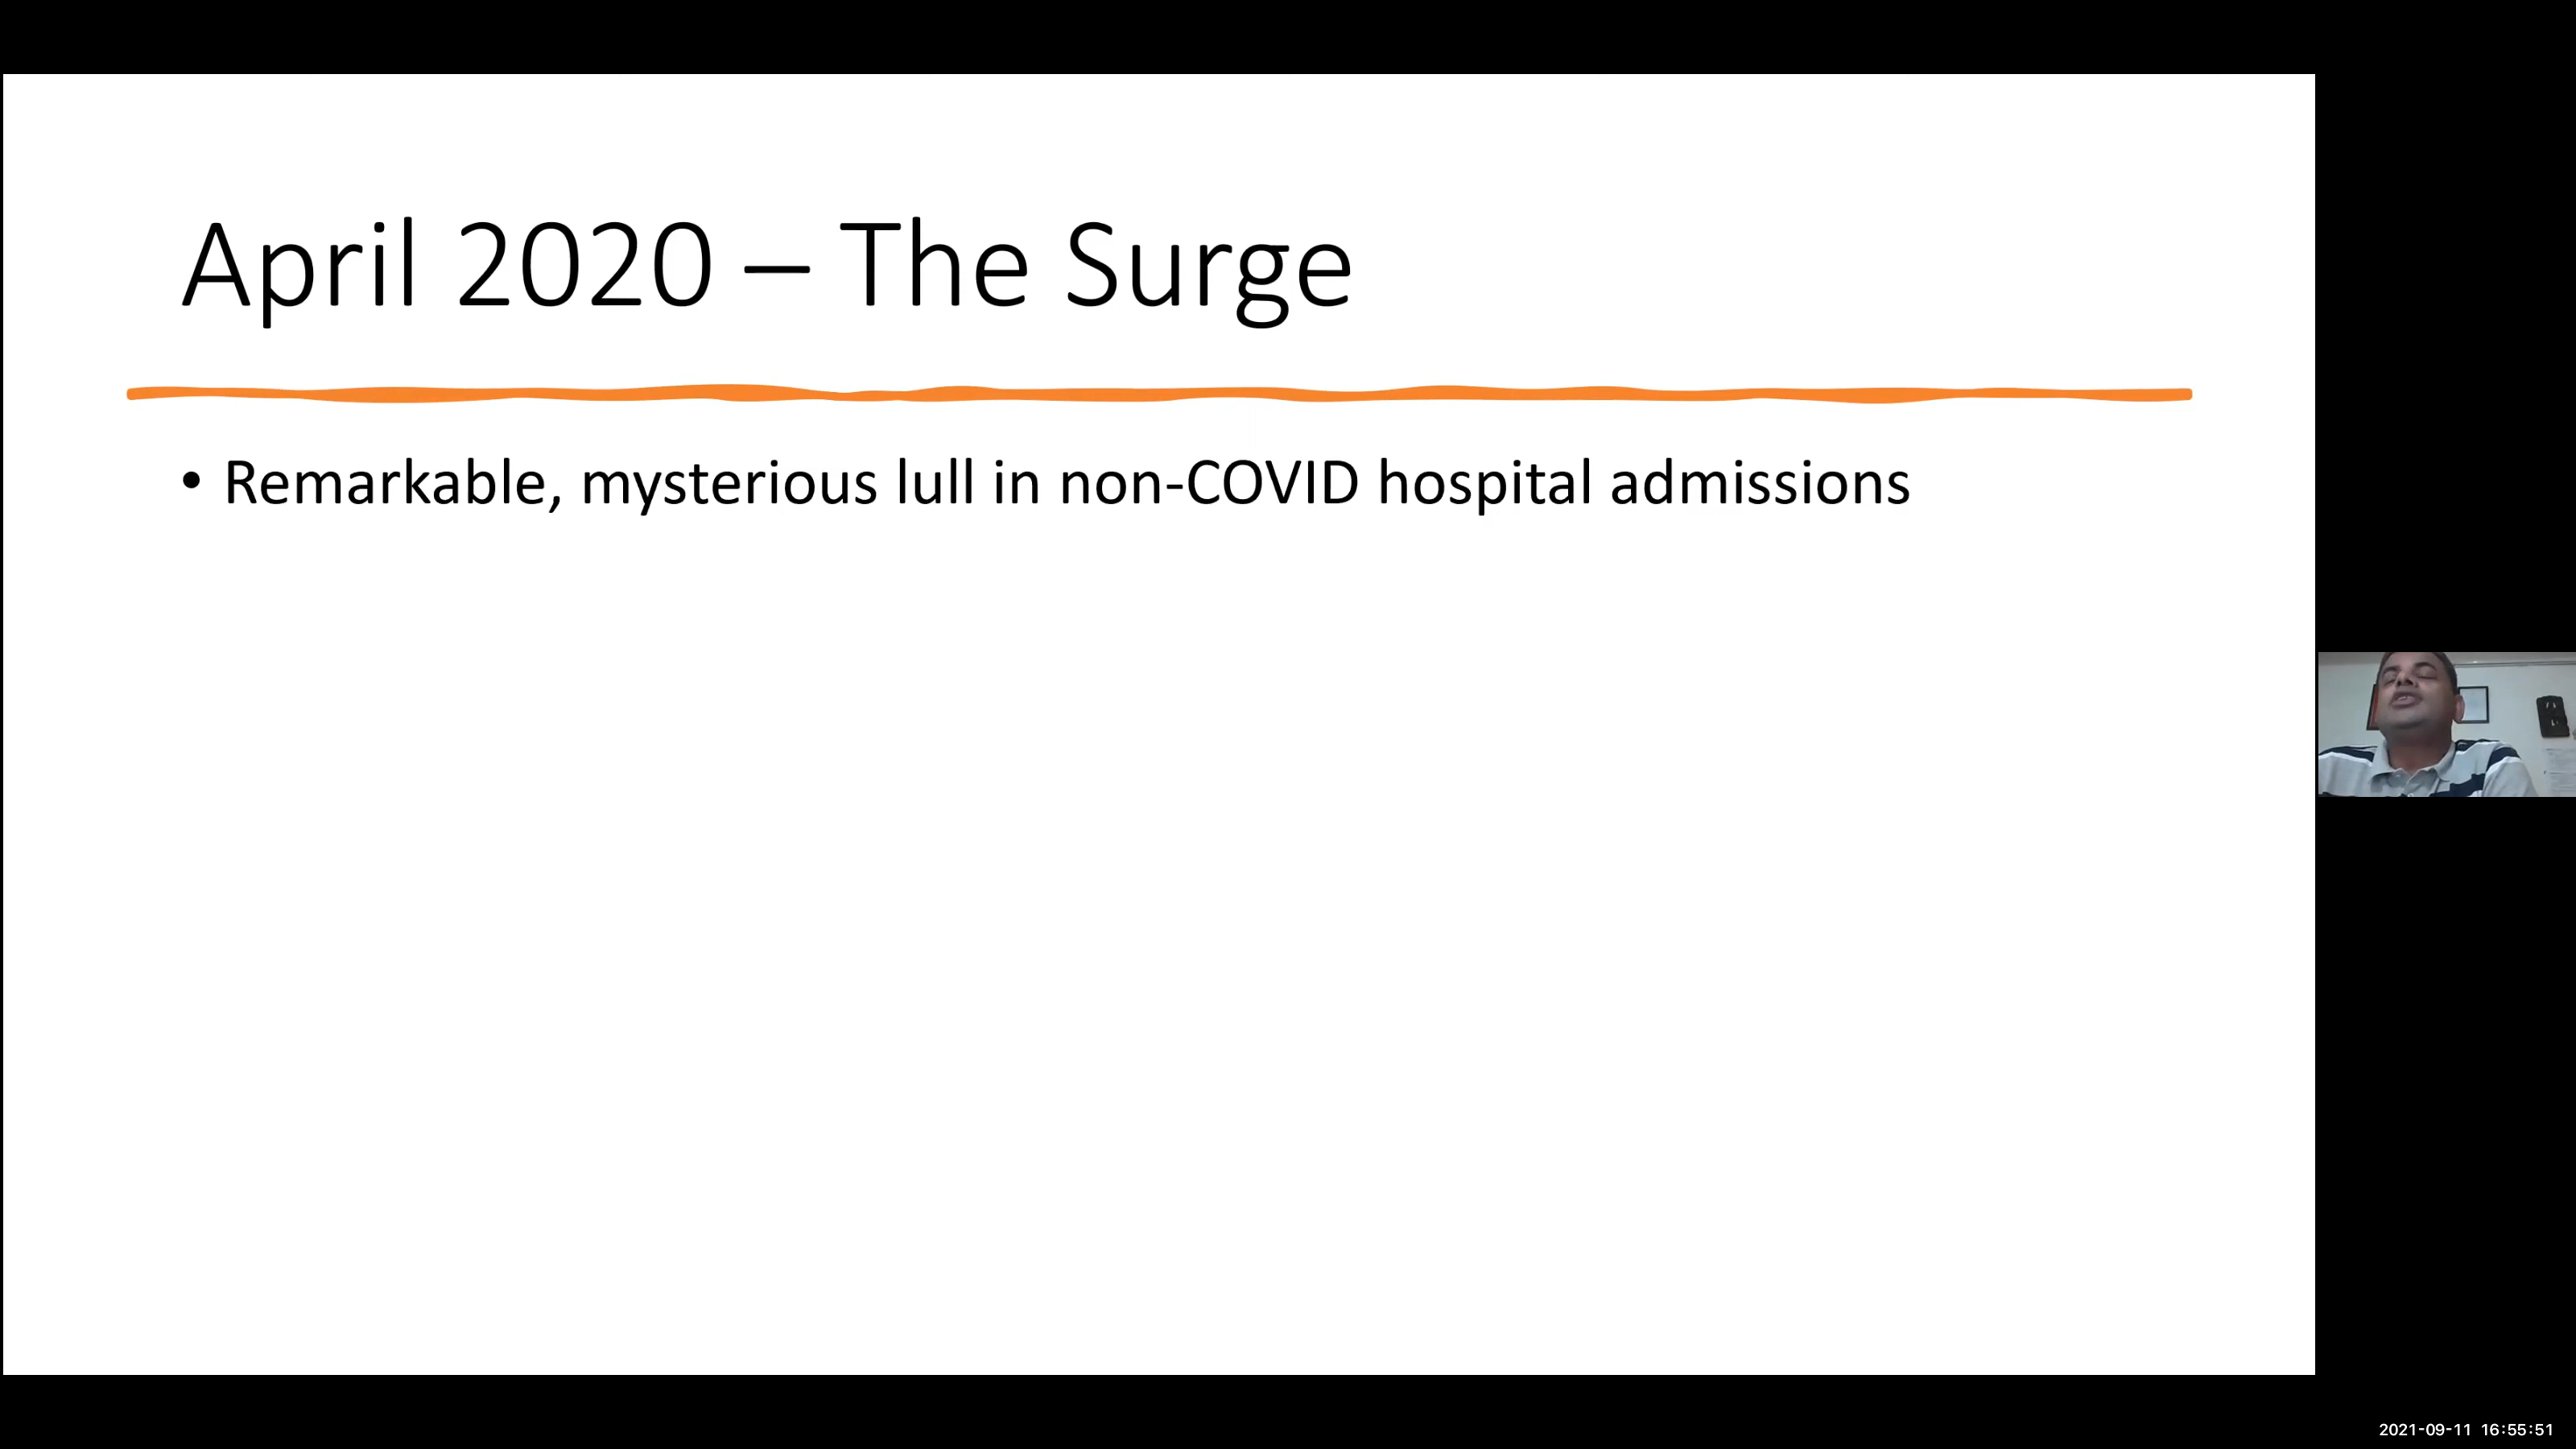 April 2020 – The Surge
• Remarkable, mysterious lull in non-COVID hospital admissions
2021-09-11 16:55:51